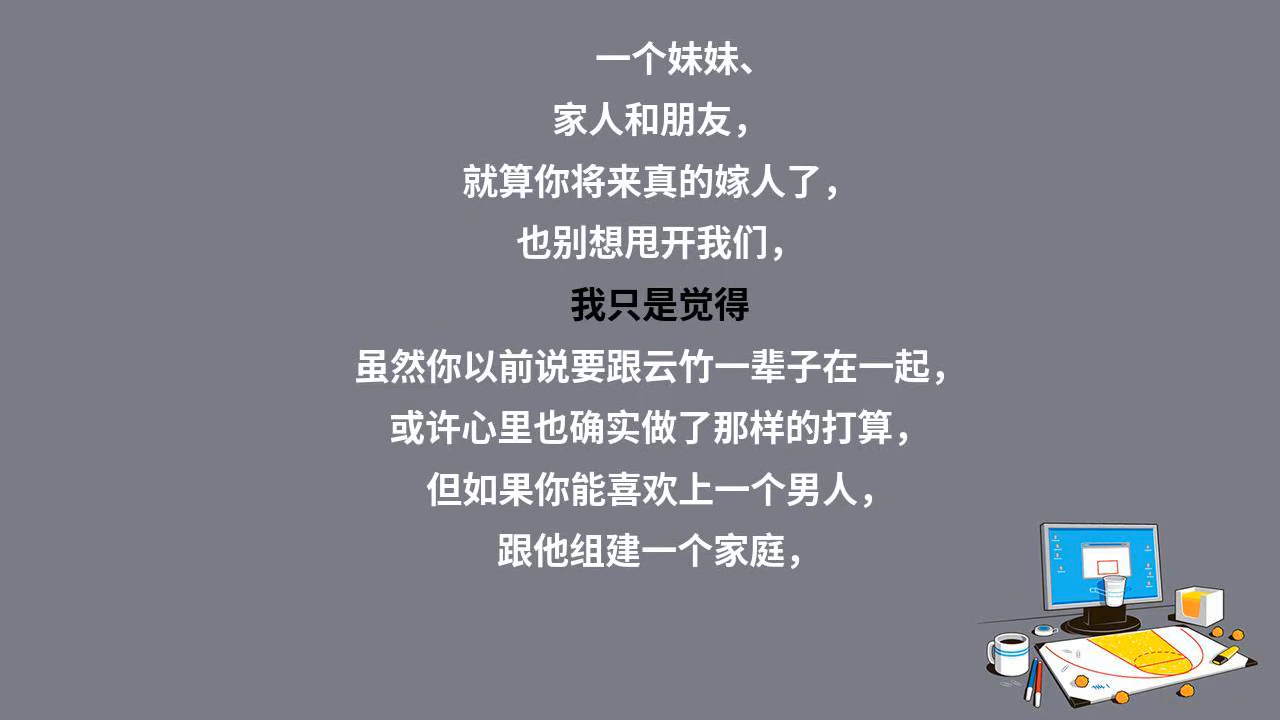 一个妹妹、
家人和朋友，
就算你将来真的嫁人了，
也别想甩开我们，
我只是觉得
虽然你以前说要跟云竹一辈子在一起，
或许心里也确实做了那样的打算，
但如果你能喜欢上一个男人，
跟他组建一个家庭，